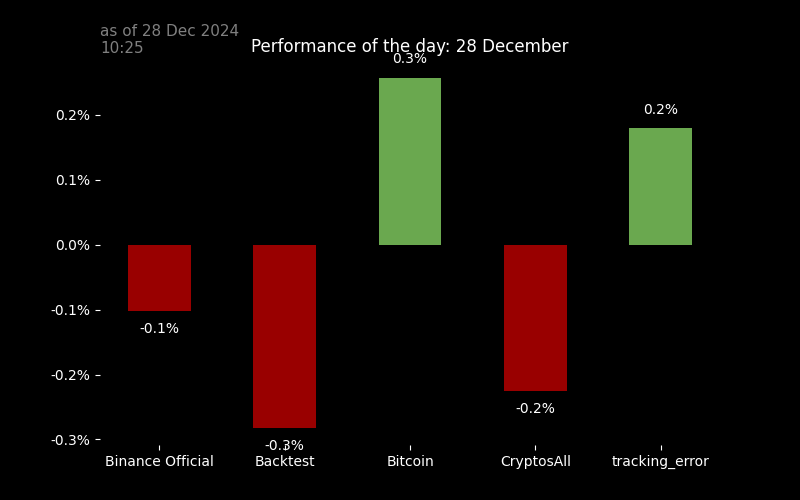 as of 28 Dec 2024
10:25
Performance of the day: 28 December
0.3%
0.2%
0.2%
0.1%
0.0%
-0.1%
-0.1%
-0.2%
-0.2%
-0.3%
-0.3%
Binance Official
Backtest
Bitcoin
CryptosAll
tracking_error